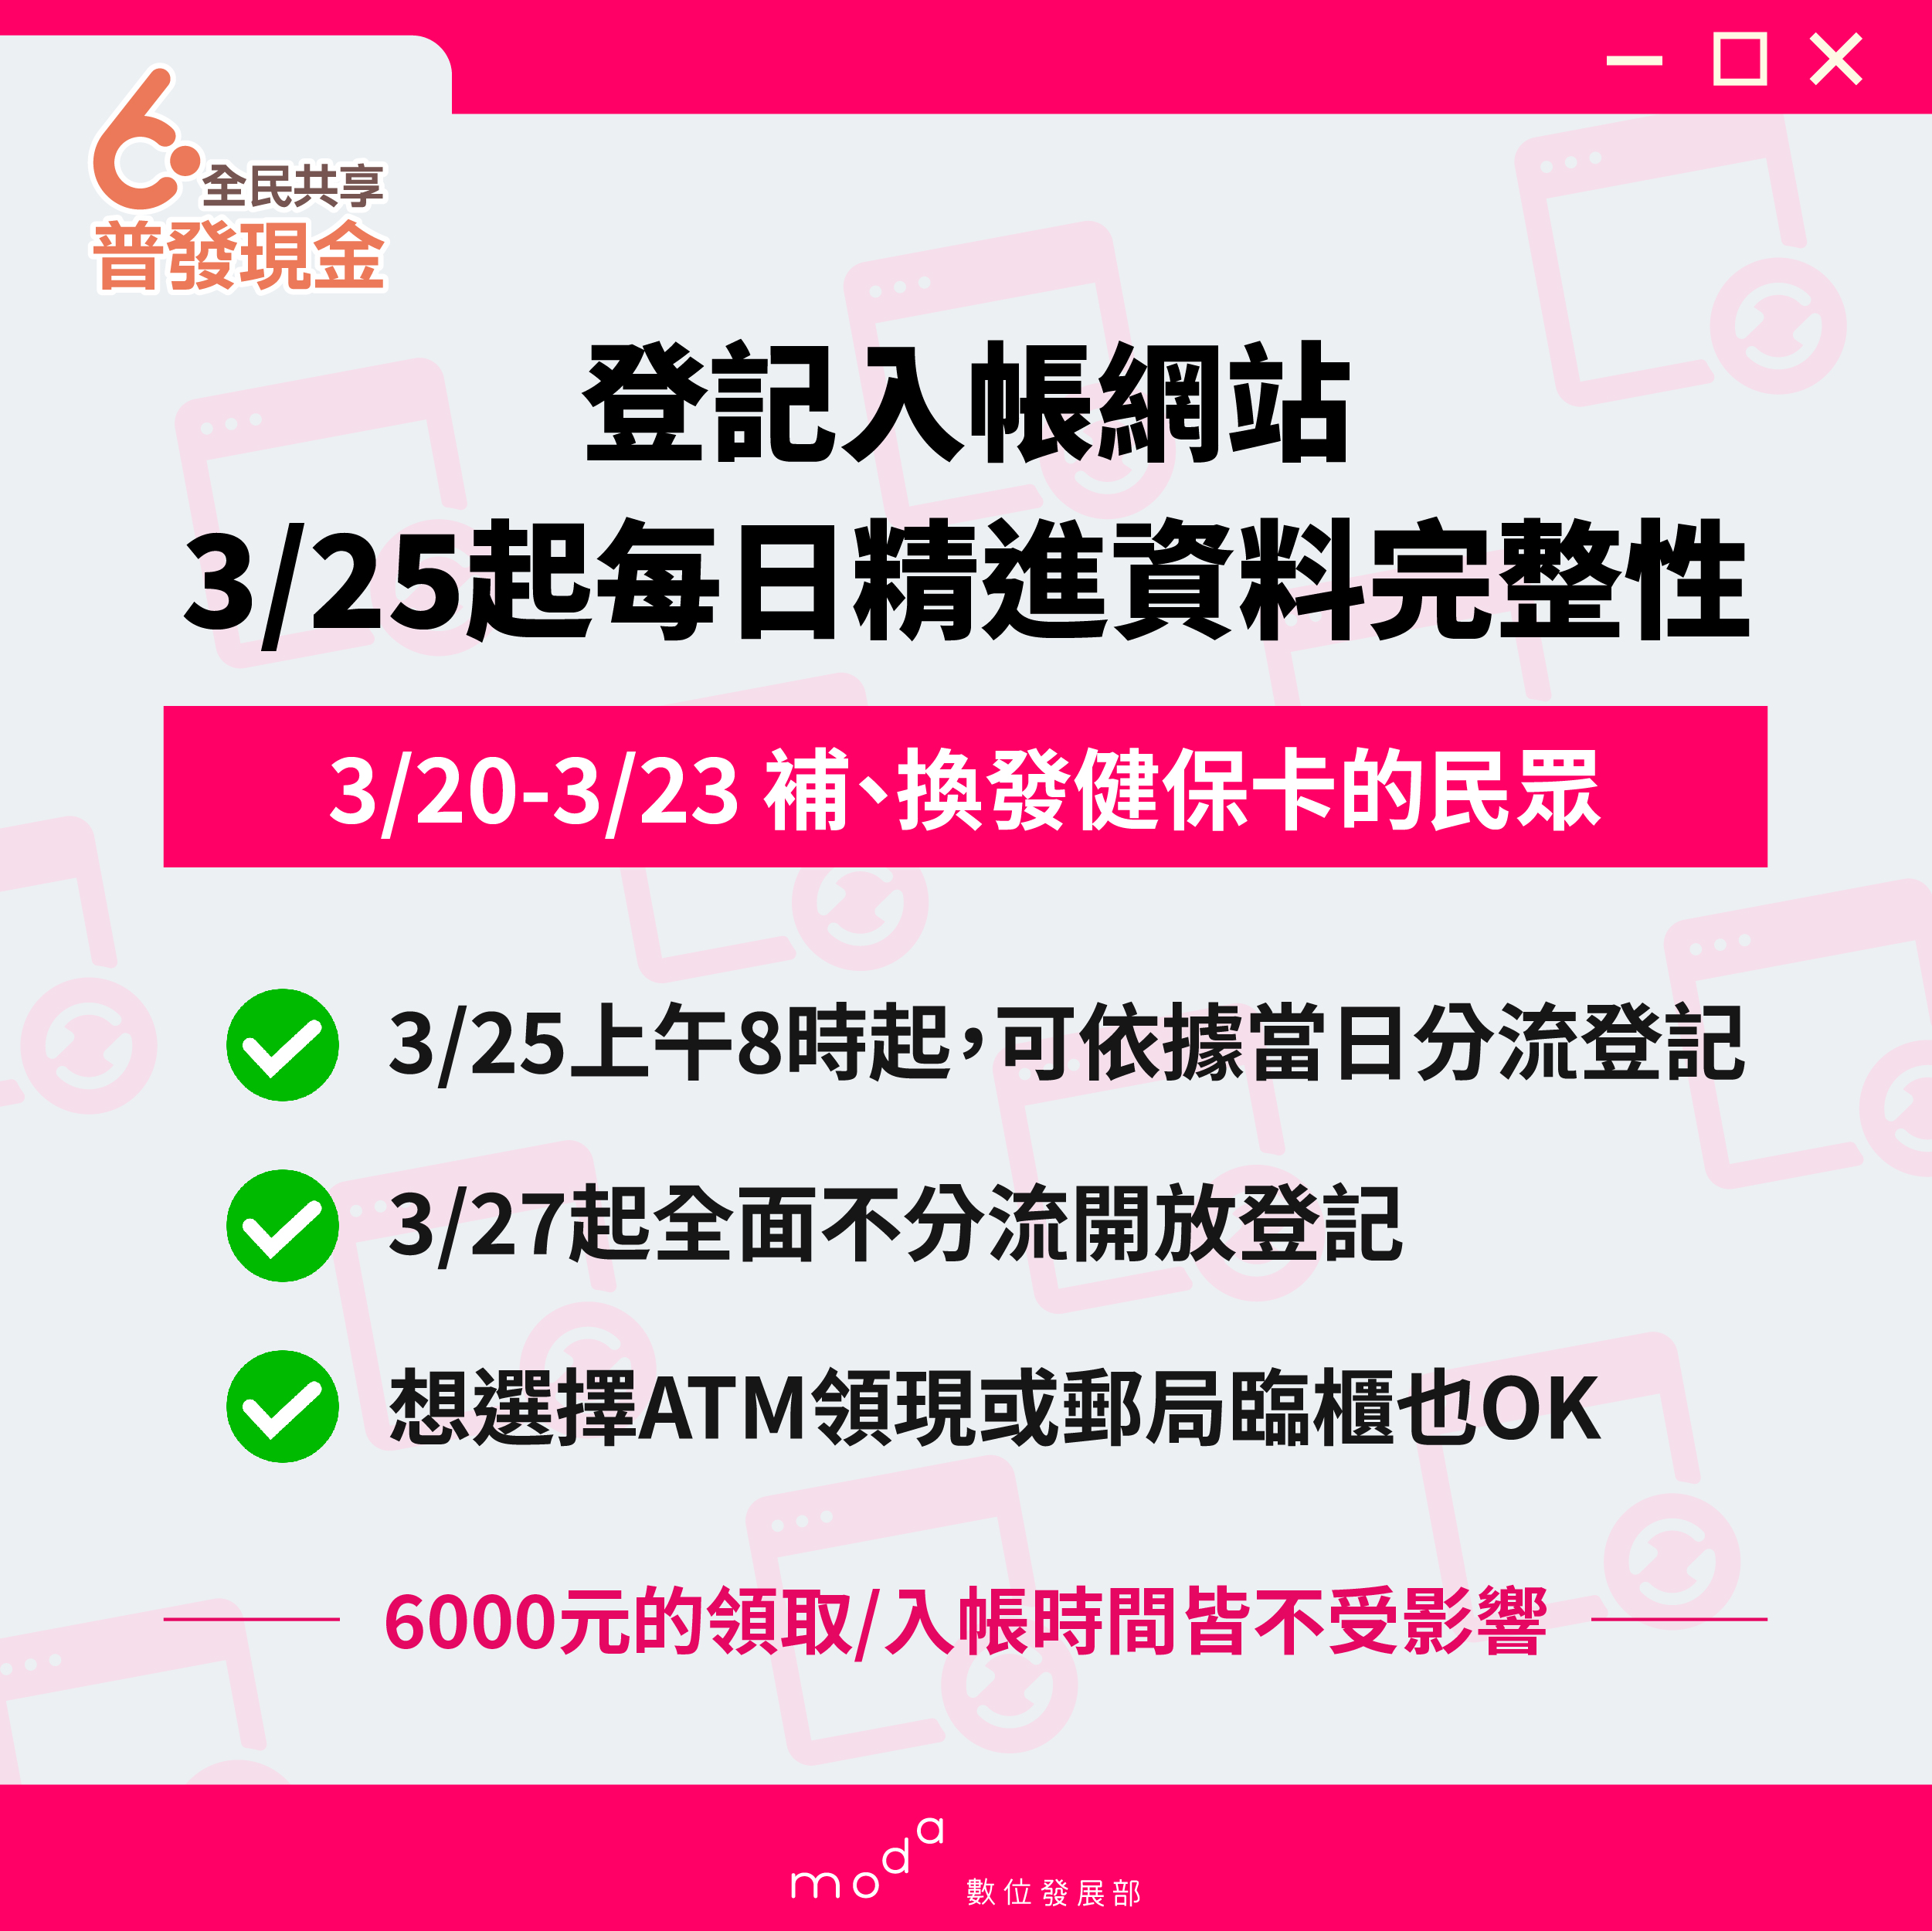 全民共享
普發現金
登記入帳網站
3/25起每日精進資料完整性
3/20-3/23 補、換發健保卡的民眾
3/25上午8時起，可依據當日分流登記
3/27起全面不分流開放登記
想選擇ATM領現或郵局臨櫃也OK
6000元的領取/入帳時間皆不受影響
moda 數位發展部